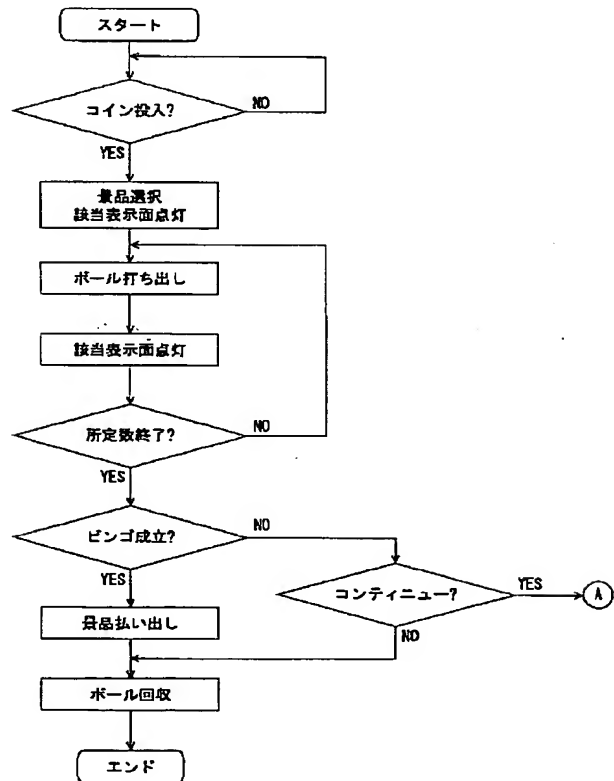 スタート
コイン投入?
NO
YES
景品選択
該当表示面点灯
ボール打ち出し
該当表示面点灯
所定数終了?
NO
YES
ビンゴ成立?
NO
YES
コンティニュー?
YES
A
NO
景品払い出し
ボール回収
エンド